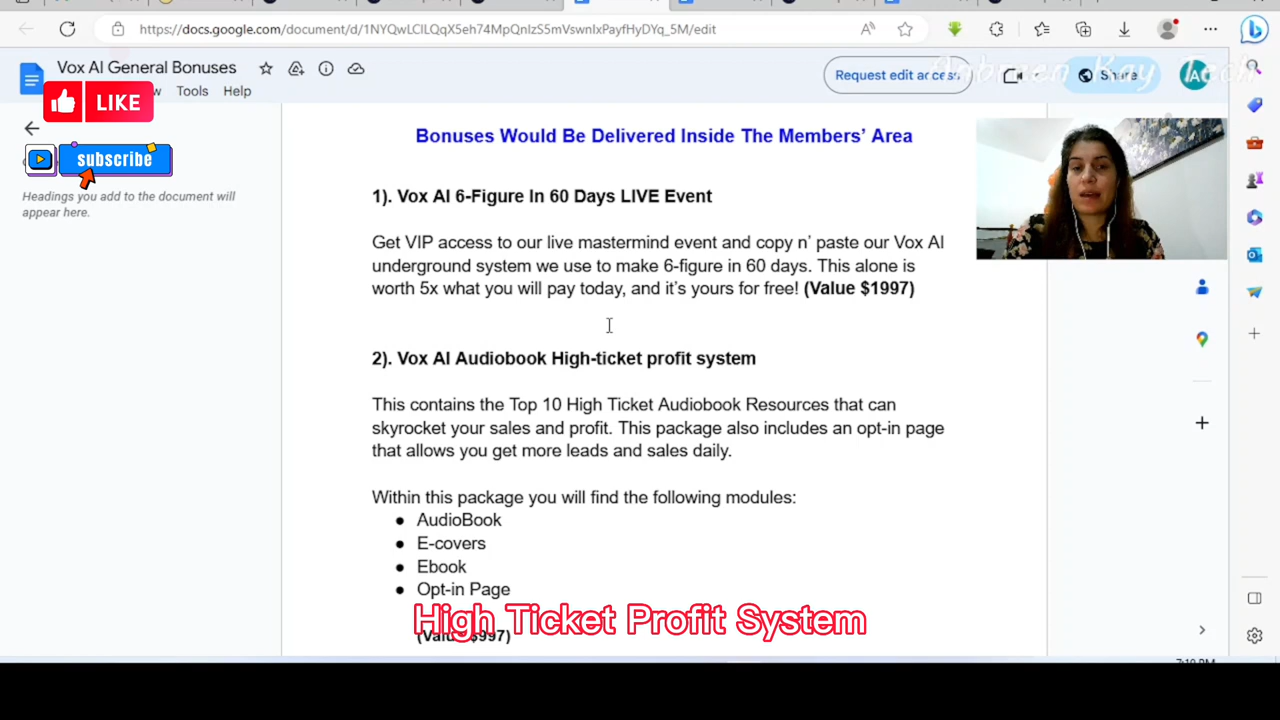 https://docs.google.com/document/d/1NYQwLClLQqX5eh74MpQnIzS5mVswnIxPayfHyDYq_5M/edit
Vox AI General Bonuses
Request edit access
Share
AC
Tools
Help
LIKE
subscribe
Headings you add to the document will
appear here.
Bonuses Would Be Delivered Inside The Members’ Area
1). Vox AI 6-Figure In 60 Days LIVE Event
Get VIP access to our live mastermind event and copy n’ paste our Vox AI
underground system we use to make 6-figure in 60 days. This alone is
worth 5x what you will pay today, and it’s yours for free! (Value $1997)
2). Vox AI Audiobook High-ticket profit system
This contains the Top 10 High Ticket Audiobook Resources that can
skyrocket your sales and profit. This package also includes an opt-in page
that allows you get more leads and sales daily.
Within this package you will find the following modules:
● AudioBook
● E-covers
● Ebook
● Opt-in Page
High Ticket Profit System
(Value $997)